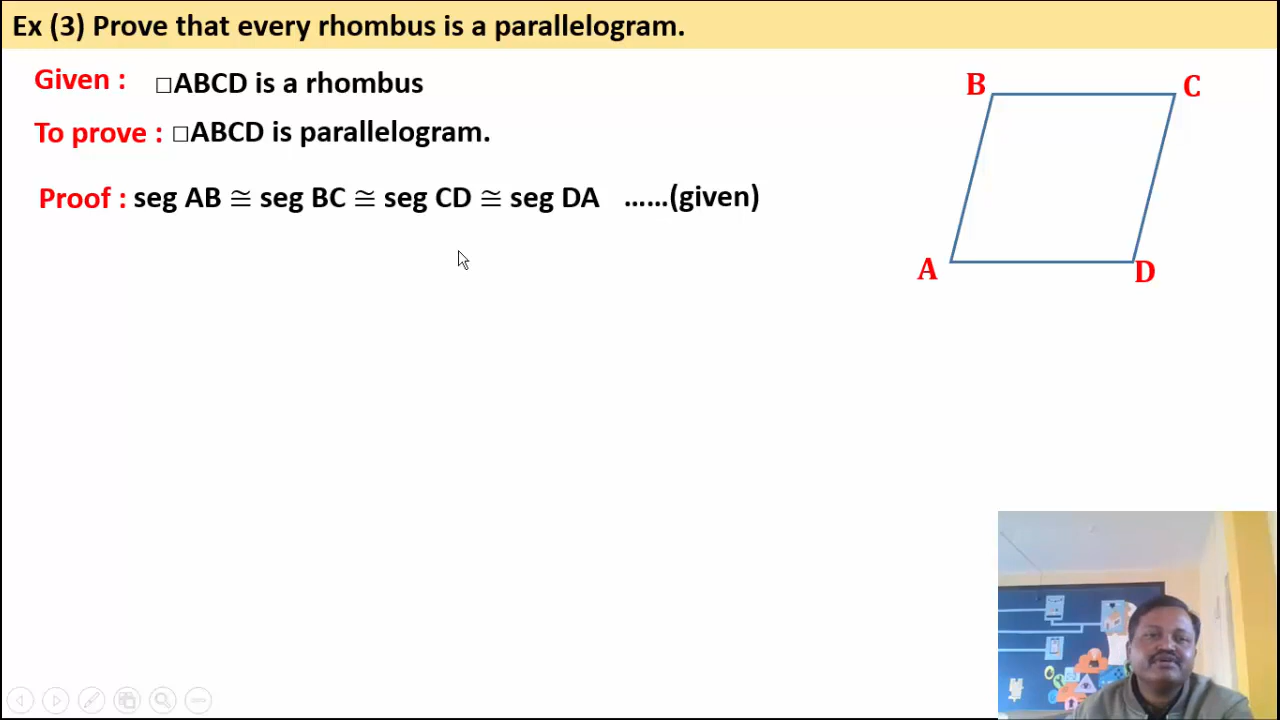 Ex (3) Prove that every rhombus is a parallelogram.
Given : □ABCD is a rhombus
To prove : □ABCD is parallelogram.
Proof : seg AB ≅ seg BC ≅ seg CD ≅ seg DA ......(given)
B C
A D